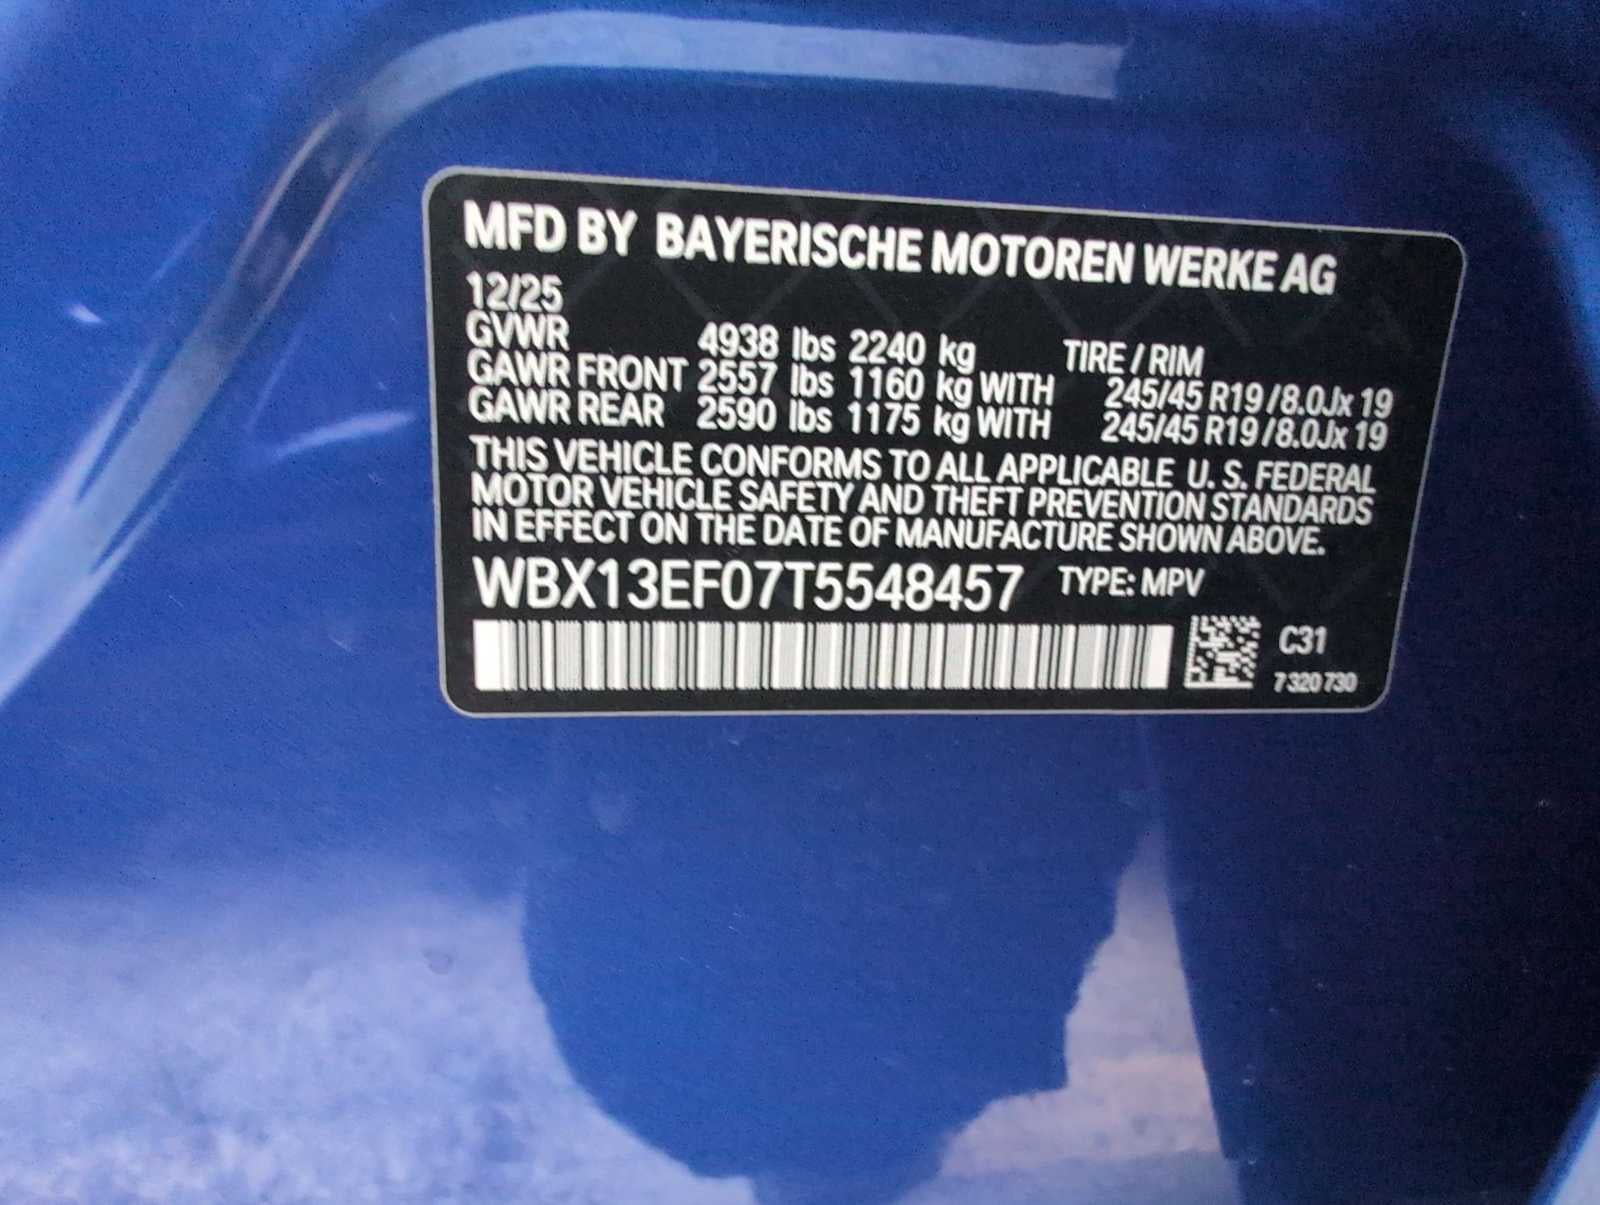 MFD BY BAYERISCHE MOTOREN WERKE AG
12/25
GVWR 4938 lbs 2240 kg TIRE / RIM
GAWR FRONT 2557 lbs 1160 kg WITH 245/45 R19 /8.0Jx 19
GAWR REAR 2590 lbs 1175 kg WITH 245/45 R19 /8.0Jx 19
THIS VEHICLE CONFORMS TO ALL APPLICABLE U. S. FEDERAL
MOTOR VEHICLE SAFETY AND THEFT PREVENTION STANDARDS
IN EFFECT ON THE DATE OF MANUFACTURE SHOWN ABOVE.
WBX13EF07T5548457 TYPE: MPV
C31
7 320 730